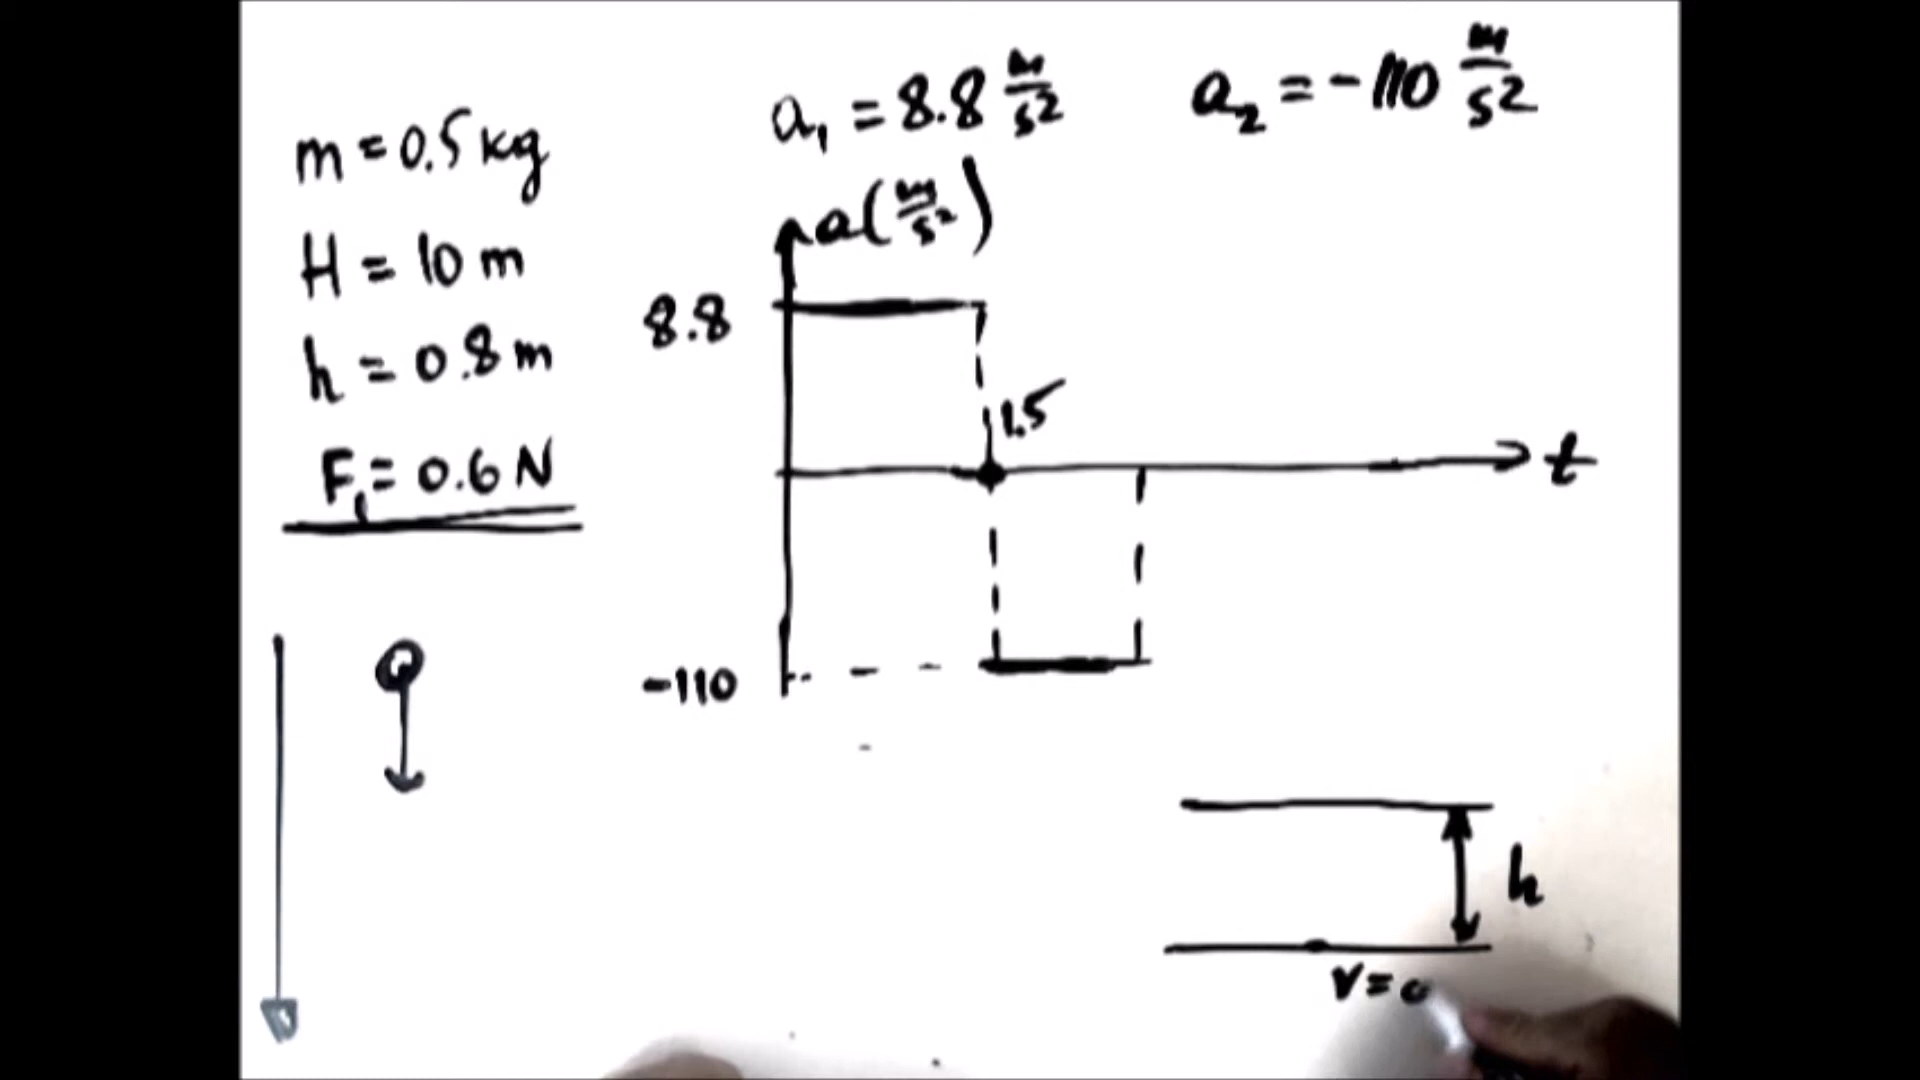 m = 0.5 kg
H = 10 m
h = 0.8 m
F₁ = 0.6 N
a₁ = 8.8 m/s²
a₂ = -110 m/s²
a(m/s²)
8.8
1.5
t
-110
h
v=0